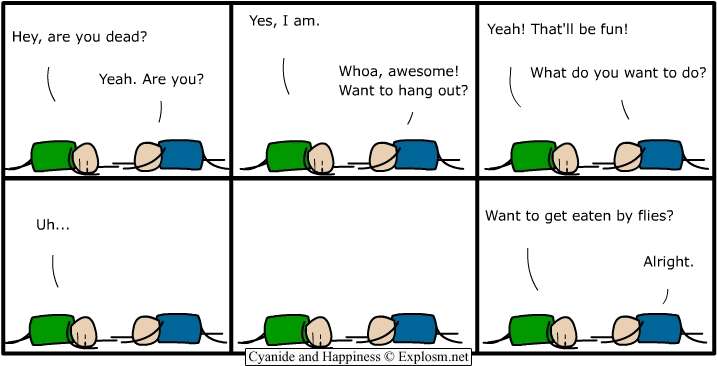 Hey, are you dead?
Yeah. Are you?
Yes, I am.
Whoa, awesome!
Want to hang out?
Yeah! That'll be fun!
What do you want to do?
Uh...
Want to get eaten by flies?
Alright.
Cyanide and Happiness © Explosm.net